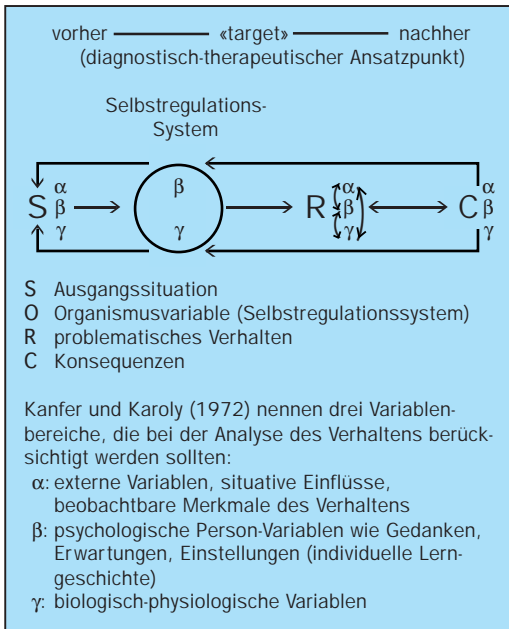 vorher «target» nachher
(diagnostisch-therapeutischer Ansatzpunkt)
Selbstregulations-
System
S α β γ β γ R α β γ C α β γ
S Ausgangssituation
O Organismusvariable (Selbstregulationssystem)
R problematisches Verhalten
C Konsequenzen
Kanfer und Karoly (1972) nennen drei Variablen-
bereiche, die bei der Analyse des Verhaltens berück-
sichtigt werden sollten:
α: externe Variablen, situative Einflüsse,
beobachtbare Merkmale des Verhaltens
β: psychologische Person-Variablen wie Gedanken,
Erwartungen, Einstellungen (individuelle Lern-
geschichte)
γ: biologisch-physiologische Variablen